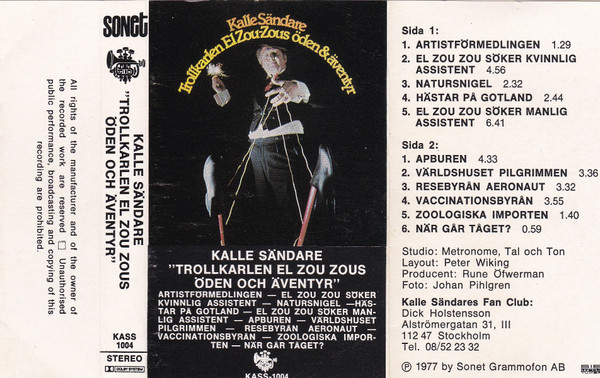 All rights of the manufacturer and of the owner of
the recorded work are reserved □ Unauthorised
public performance, broadcasting and copying of this
recording are prohibited.
sonet
KALLE SÄNDARE
"TROLLKARLEN EL ZOU ZOUS
ÖDEN OCH ÄVENTYR"
KASS
1004
STEREO
DOLBY SYSTEM
Kalle Sändare
Trollkarlen El Zou-Zous öden & äventyr
KALLE SÄNDARE
"TROLLKARLEN EL ZOU ZOUS
ÖDEN OCH ÄVENTYR"
ARTISTFÖRMEDLINGEN — EL ZOU ZOU SÖKER
KVINNLIG ASSISTENT — NATURSNIGEL —HÄS-
TAR PÅ GOTLAND — EL ZOU ZOU SÖKER MAN-
LIG ASSISTENT — APBUREN — VÄRLDSHUSET
PILGRIMMEN — RESEBYRÅN AERONAUT —
—VACCINATIONSBYRÅN — ZOOLOGISKA IMPOR-
TEN — NÄR GÅR TÅGET?
KASS-1004
Sida 1:
1. ARTISTFÖRMEDLINGEN 1.29
2. EL ZOU ZOU SÖKER KVINNLIG
ASSISTENT 4.56
3. NATURSNIGEL 2.32
4. HÄSTAR PÅ GOTLAND 2.44
5. EL ZOU ZOU SÖKER MANLIG
ASSISTENT 6.41
Sida 2:
1. APBUREN 4.33
2. VÄRLDSHUSET PILGRIMMEN 3.36
3. RESEBYRÅN AERONAUT 3.32
4. VACCINATIONSBYRÅN 3.55
5. ZOOLOGISKA IMPORTEN 1.40
6. NÄR GÅR TÅGET? 0.59
Studio: Metronome, Tal och Ton
Layout: Peter Wiking
Producent: Rune Öfwerman
Foto: Johan Pihlgren
Kalle Sändares Fan Club:
Dick Holstensson
Alströmergatan 31, III
112 47 Stockholm
Tel. 08/52 23 32
Ⓟ 1977 by Sonet Grammofon AB